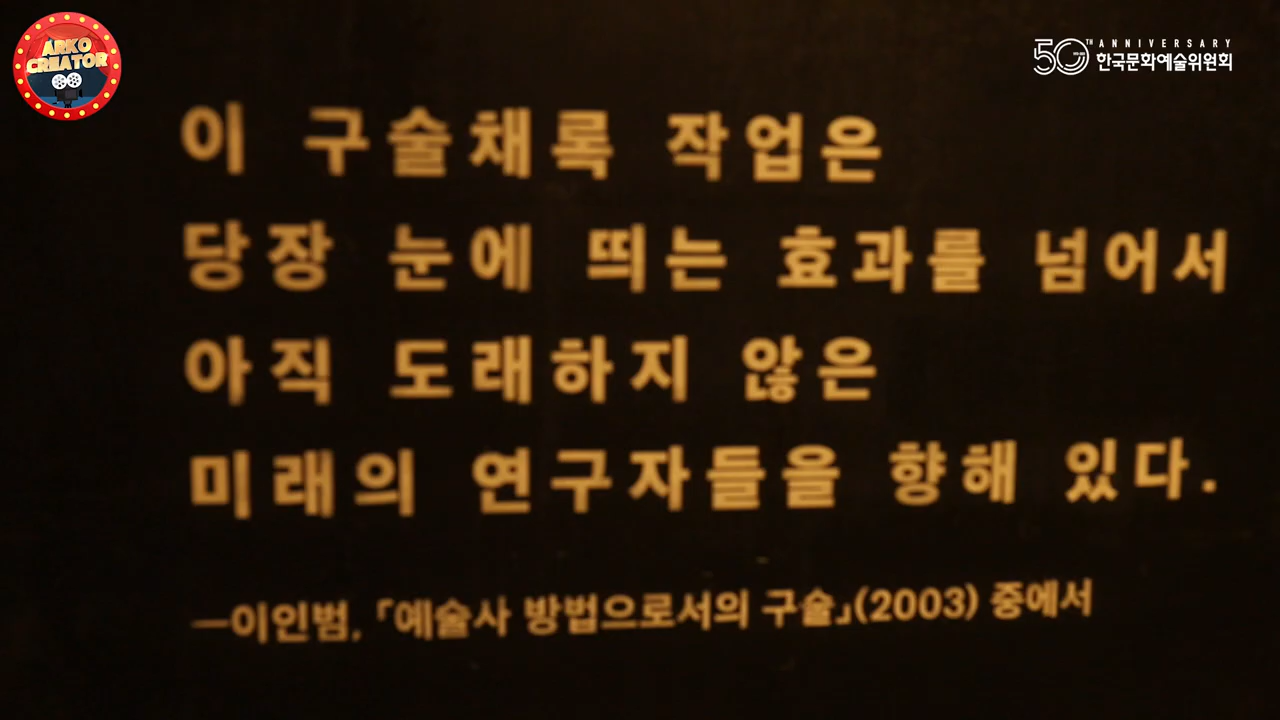 ARKO
CREATOR
50TH ANNIVERSARY
한국문화예술위원회
이 구술채록 작업은
당장 눈에 띄는 효과를 넘어서
아직 도래하지 않은
미래의 연구자들을 향해 있다.
—이인범, 「예술사 방법으로서의 구술」(2003) 중에서